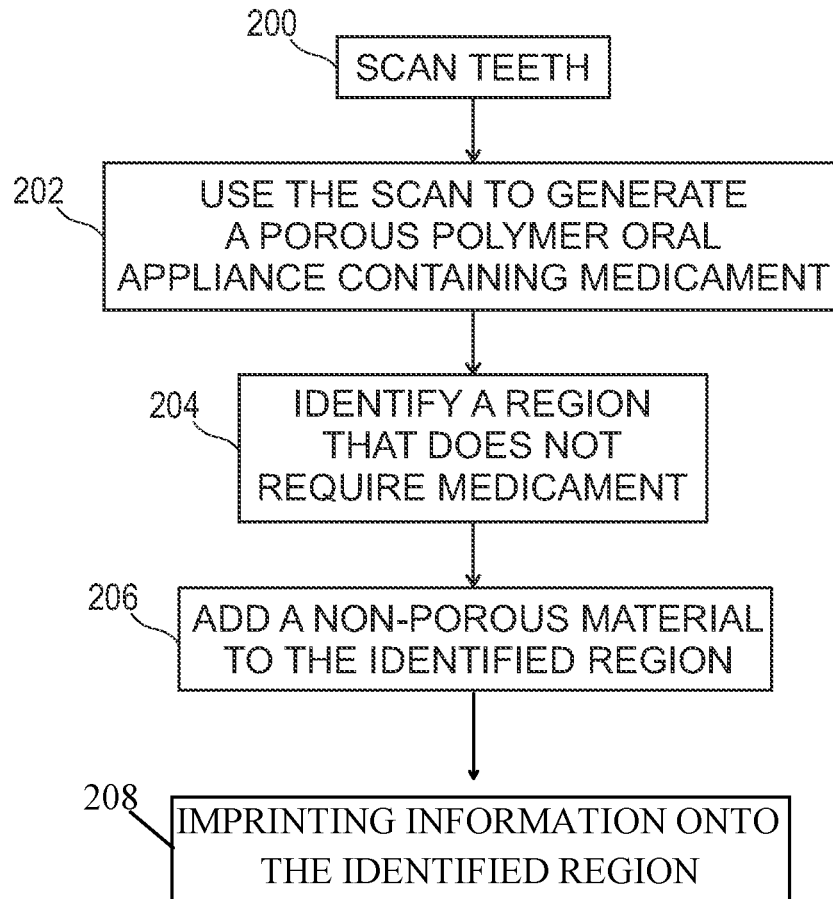 200
SCAN TEETH
202
USE THE SCAN TO GENERATE
A POROUS POLYMER ORAL
APPLIANCE CONTAINING MEDICAMENT
204
IDENTIFY A REGION
THAT DOES NOT
REQUIRE MEDICAMENT
206
ADD A NON-POROUS MATERIAL
TO THE IDENTIFIED REGION
208
IMPRINTING INFORMATION ONTO
THE IDENTIFIED REGION